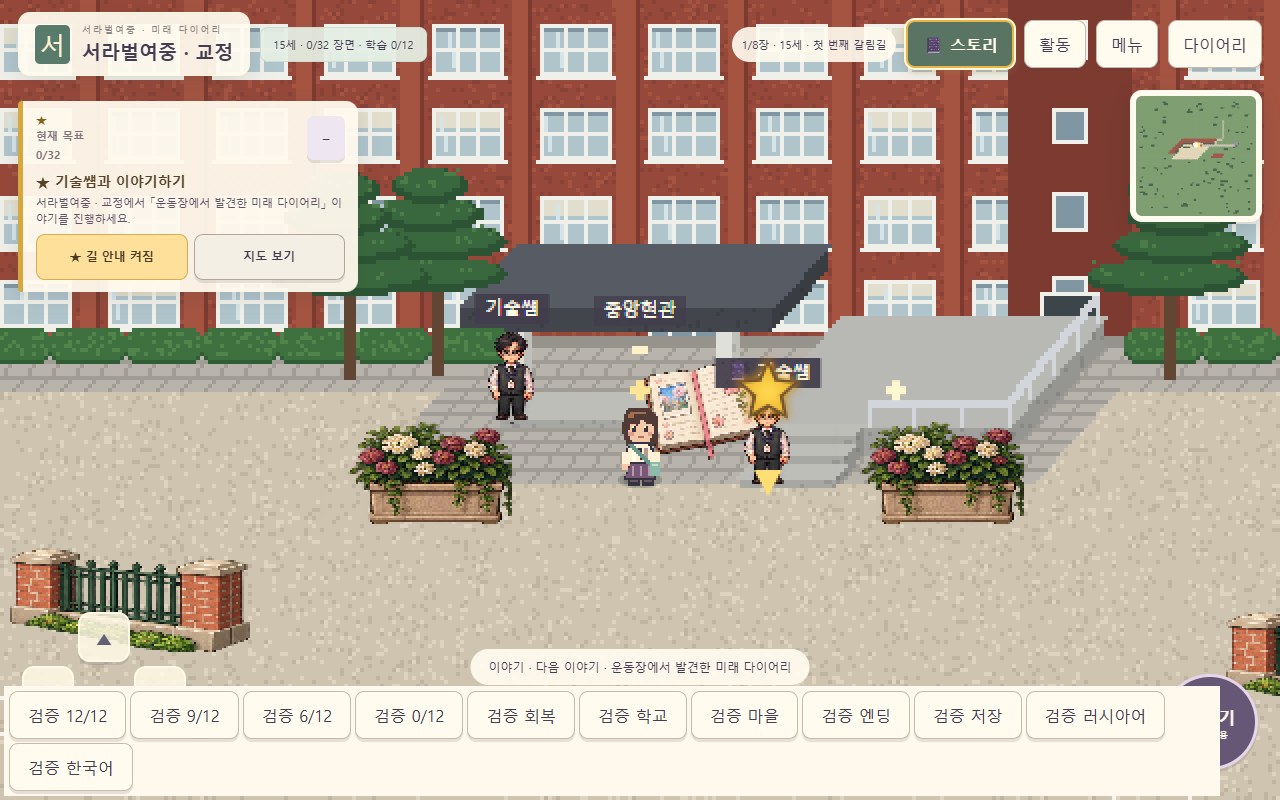 서
서라벌여중 · 미래 다이어리
서라벌여중 · 교정
15세 · 0/32 장면 · 학습 0/12
1/8장 · 15세 · 첫 번째 갈림길
스토리
활동
메뉴
다이어리
★
현재 목표
0/32
–
★ 기술쌤과 이야기하기
서라벌여중 · 교정에서 「운동장에서 발견한 미래 다이어리」 이
야기를 진행하세요.
★ 길 안내 켜짐
지도 보기
기술쌤
중앙현관
술쌤
이야기 · 다음 이야기 · 운동장에서 발견한 미래 다이어리
검증 12/12
검증 9/12
검증 6/12
검증 0/12
검증 회복
검증 학교
검증 마을
검증 엔딩
검증 저장
검증 러시아어
기
용
검증 한국어